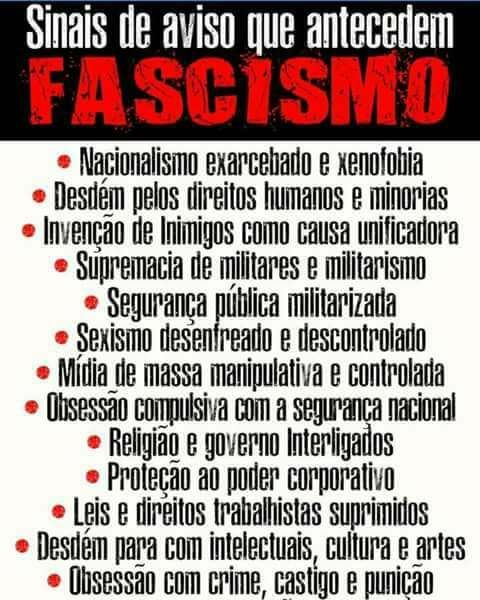 Sinais de aviso que antecedem
FASCISMO
• Nacionalismo exarcebado e xenofobia
• Desdém pelos direitos humanos e minorias
• Invenção de Inimigos como causa unificadora
• Supremacia de militares e militarismo
• Segurança pública militarizada
• Sexismo desenfreado e descontrolado
• Mídia de massa manipulativa e controlada
• Obsessão compulsiva com a segurança nacional
• Religião e governo Interligados
• Proteção ao poder corporativo
• Leis e direitos trabalhistas suprimidos
• Desdém para com intelectuais, cultura e artes
• Obsessão com crime, castigo e punição